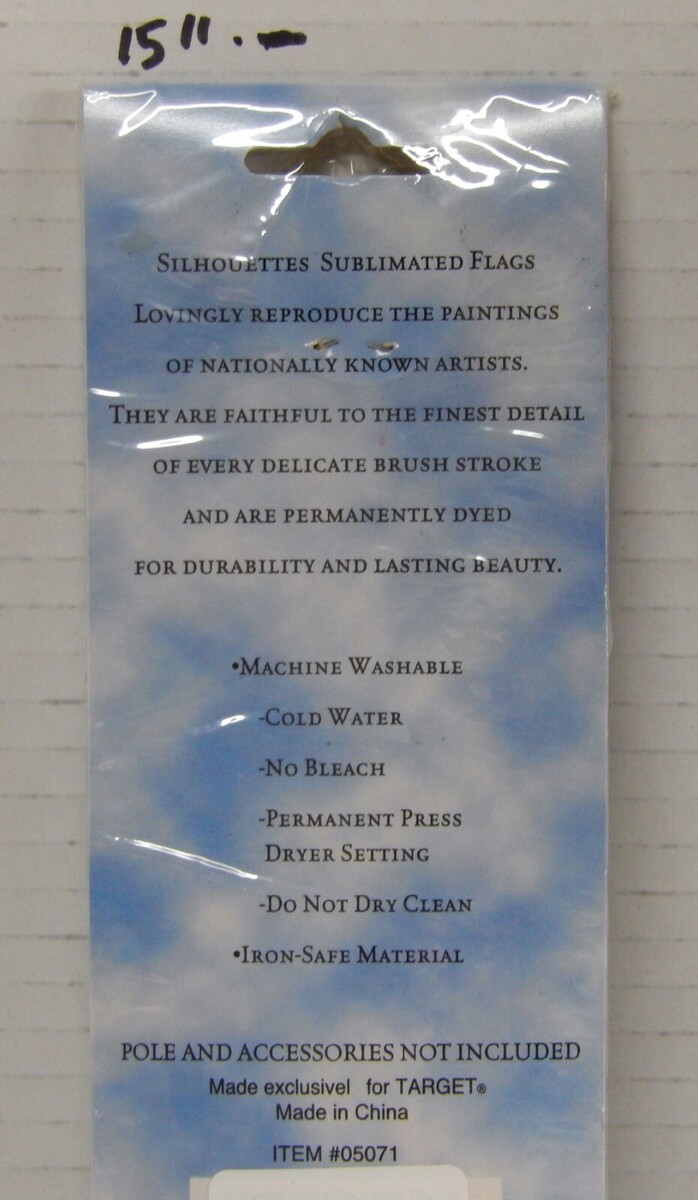 15". -
Silhouettes Sublimated Flags
Lovingly reproduce the paintings
of nationally known artists.
They are faithful to the finest detail
of every delicate brush stroke
and are permanently dyed
for durability and lasting beauty.
•Machine Washable
-Cold Water
-No Bleach
-Permanent Press
Dryer Setting
-Do Not Dry Clean
•Iron-Safe Material
POLE AND ACCESSORIES NOT INCLUDED
Made exclusivel for TARGET®
Made in China
ITEM #05071